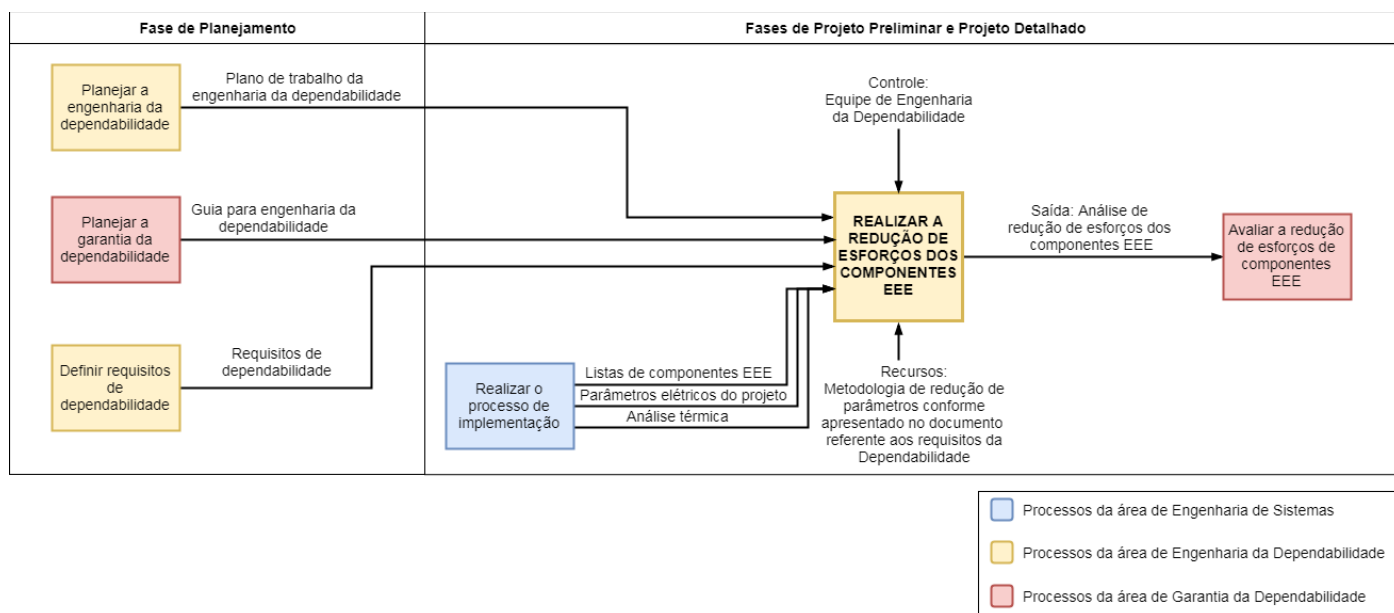 Fase de Planejamento
Fases de Projeto Preliminar e Projeto Detalhado
Planejar a
engenharia da
dependabilidade
Plano de trabalho da
engenharia da dependabilidade
Controle:
Equipe de Engenharia
da Dependabilidade
Planejar a
garantia da
dependabilidade
Guia para engenharia da
dependabilidade
REALIZAR A
REDUÇÃO DE
ESFORÇOS DOS
COMPONENTES
EEE
Saída: Análise de
redução de esforços dos
componentes EEE
Avaliar a redução
de esforços de
componentes
EEE
Definir requisitos
de
dependabilidade
Requisitos de
dependabilidade
Realizar o
processo de
implementação
Listas de componentes EEE
Parâmetros elétricos do projeto
Análise térmica
Recursos:
Metodologia de redução de
parâmetros conforme
apresentado no documento
referente aos requisitos da
Dependabilidade
Processos da área de Engenharia de Sistemas
Processos da área de Engenharia da Dependabilidade
Processos da área de Garantia da Dependabilidade